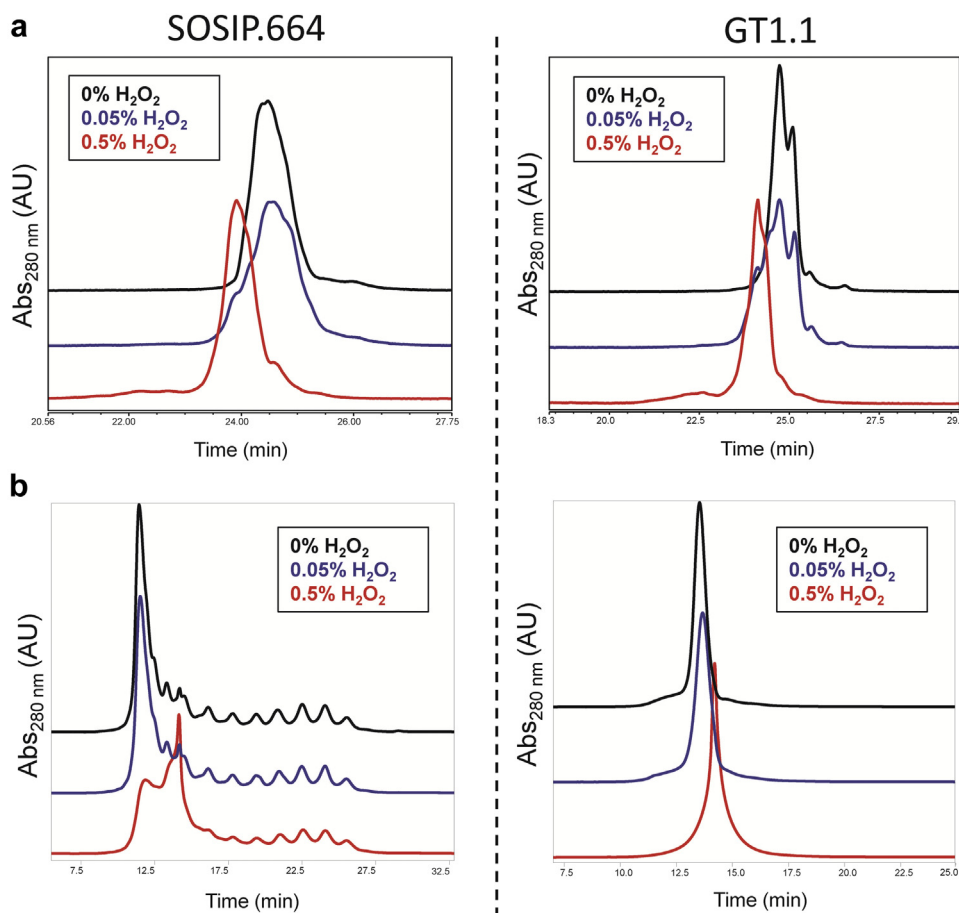 a
SOSIP.664
GT1.1
0% H₂O₂
0.05% H₂O₂
0.5% H₂O₂
Abs280 nm (AU)
20.56 22.00 24.00 26.00 27.75
Time (min)
0% H₂O₂
0.05% H₂O₂
0.5% H₂O₂
Abs280 nm (AU)
18.3 20.0 22.5 25.0 27.5 29.
Time (min)
b
0% H₂O₂
0.05% H₂O₂
0.5% H₂O₂
Abs280 nm (AU)
7.5 12.5 17.5 22.5 27.5 32.5
Time (min)
0% H₂O₂
0.05% H₂O₂
0.5% H₂O₂
Abs280 nm (AU)
7.5 10.0 12.5 15.0 17.5 20.0 22.5 25.0
Time (min)